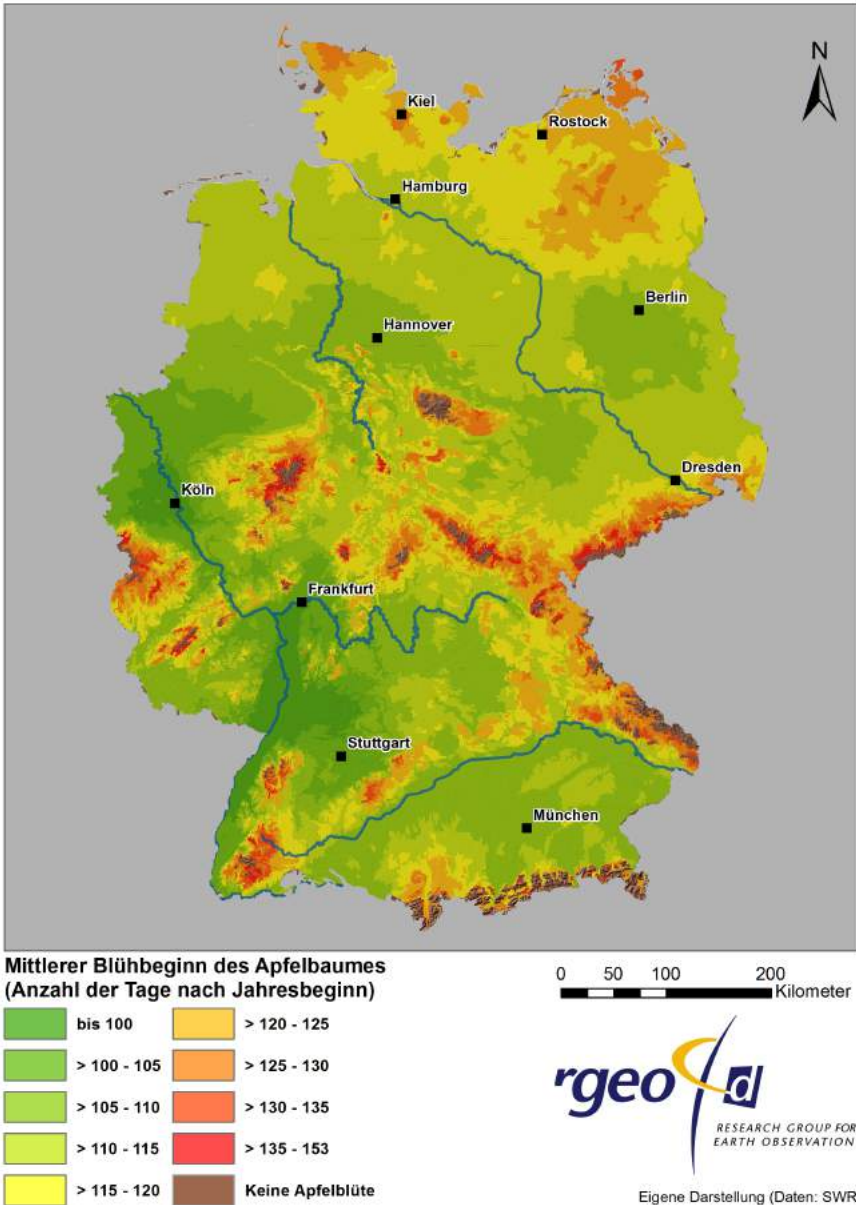 N
Kiel
Rostock
Hamburg
Berlin
Hannover
Dresden
Köln
Frankfurt
Stuttgart
München
Mittlerer Blühbeginn des Apfelbaumes
(Anzahl der Tage nach Jahresbeginn)
bis 100
> 100 - 105
> 105 - 110
> 110 - 115
> 115 - 120
> 120 - 125
> 125 - 130
> 130 - 135
> 135 - 153
Keine Apfelblüte
0 50 100 200
Kilometer
rgeo d
RESEARCH GROUP FOR
EARTH OBSERVATION
Eigene Darstellung (Daten: SWR